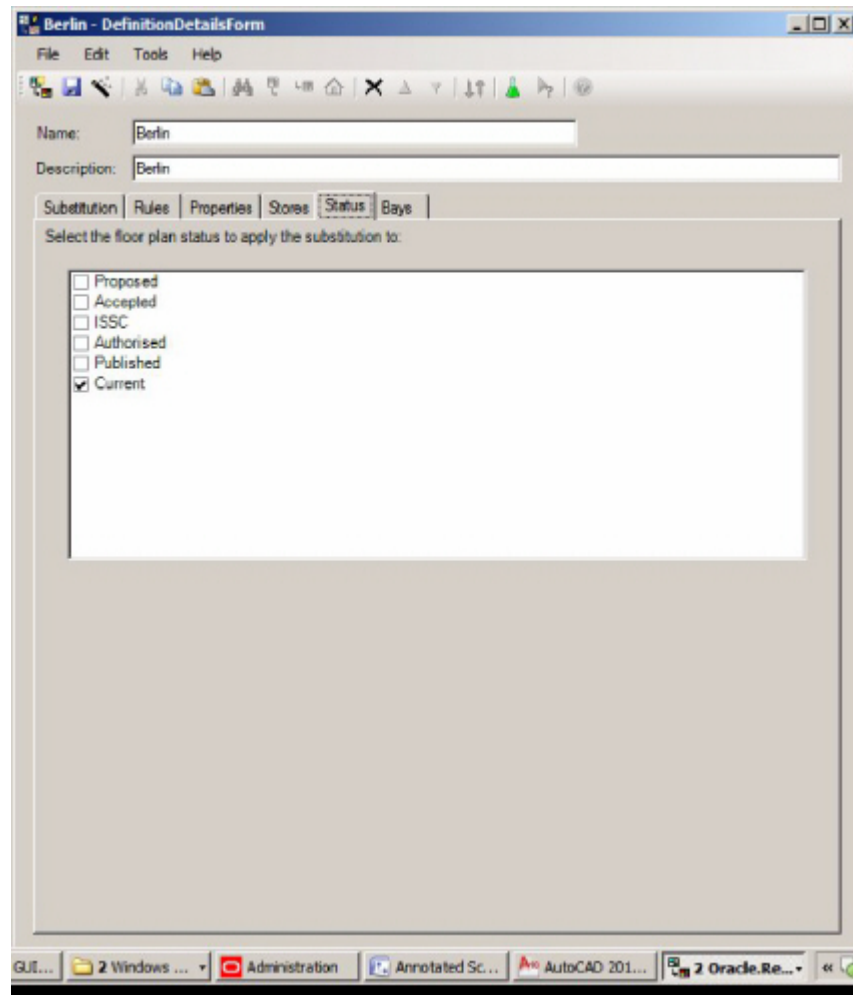 Berlin - DefinitionDetailsForm
File Edit Tools Help
Name: Berlin
Description: Berlin
Substitution Rules Properties Stores Status Bays
Select the floor plan status to apply the substitution to:
Proposed
Accepted
ISSC
Authorised
Published
Current
GUI... 2 Windows ... Administration Annotated Sc... AutoCAD 201... 2 Oracle.Re... «